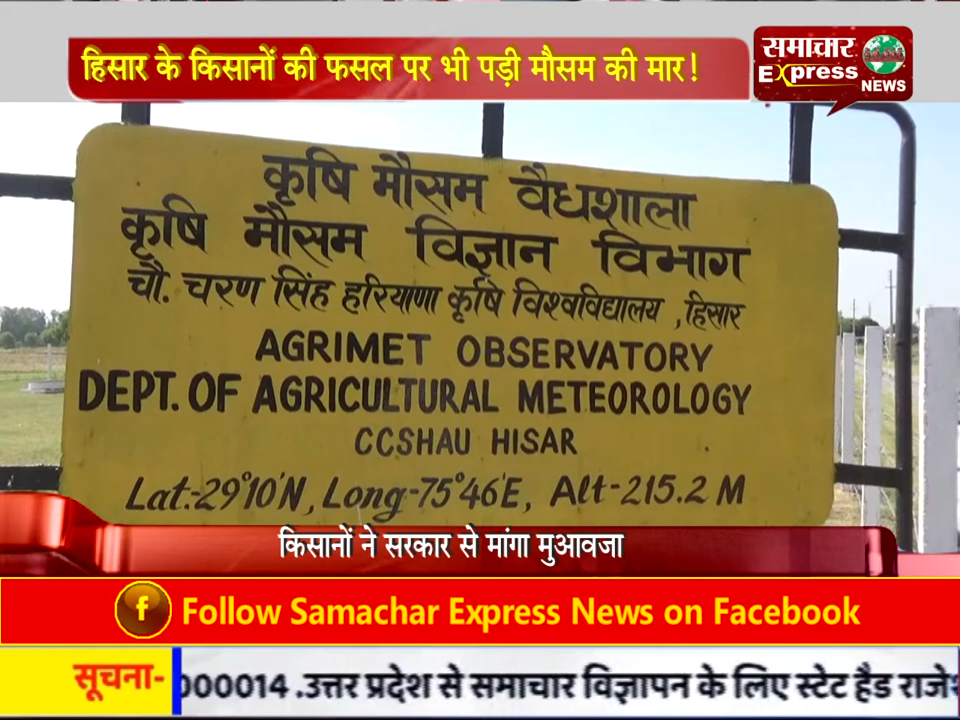 हिसार के किसानों की फसल पर भी पड़ी मौसम की मार!
समाचार
Express
NEWS
कृषि मौसम वैधशाला
कृषि मौसम विज्ञान विभाग
चौ. चरण सिंह हरियाणा कृषि विश्वविद्यालय ,हिसार
AGRIMET OBSERVATORY
DEPT. OF AGRICULTURAL METEOROLOGY
CCSHAU HISAR
Lat:-29°10'N, Long-75°46'E, Alt-215.2 M
किसानों ने सरकार से मांगा मुआवजा
f Follow Samachar Express News on Facebook
सूचना- 000014 .उत्तर प्रदेश से समाचार विज्ञापन के लिए स्टेट हैड